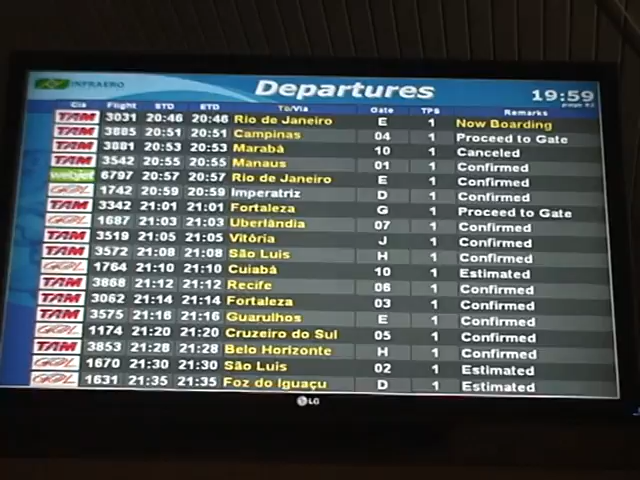 INFRAERO Departures 19:59
Cia Flight STD ETD To/Via Gate TPS Remarks
TAM 3031 20:46 20:46 Rio de Janeiro E 1 Now Boarding
TAM 3885 20:51 20:51 Campinas 04 1 Proceed to Gate
TAM 3881 20:53 20:53 Marabá 10 1 Canceled
TAM 3542 20:55 20:55 Manaus 01 1 Confirmed
webjet 6797 20:57 20:57 Rio de Janeiro E 1 Confirmed
GOL 1742 20:59 20:59 Imperatriz D 1 Confirmed
TAM 3342 21:01 21:01 Fortaleza G 1 Proceed to Gate
GOL 1687 21:03 21:03 Uberlândia 07 1 Confirmed
TAM 3519 21:05 21:05 Vitória J 1 Confirmed
TAM 3572 21:08 21:08 São Luis H 1 Confirmed
GOL 1764 21:10 21:10 Cuiabá 10 1 Estimated
TAM 3868 21:12 21:12 Recife 06 1 Confirmed
TAM 3062 21:14 21:14 Fortaleza 03 1 Confirmed
TAM 3575 21:16 21:16 Guarulhos E 1 Confirmed
GOL 1174 21:20 21:20 Cruzeiro do Sul 05 1 Confirmed
TAM 3853 21:28 21:28 Belo Horizonte H 1 Confirmed
GOL 1670 21:30 21:30 São Luis 02 1 Estimated
GOL 1631 21:35 21:35 Foz do Iguaçu D 1 Estimated
LG